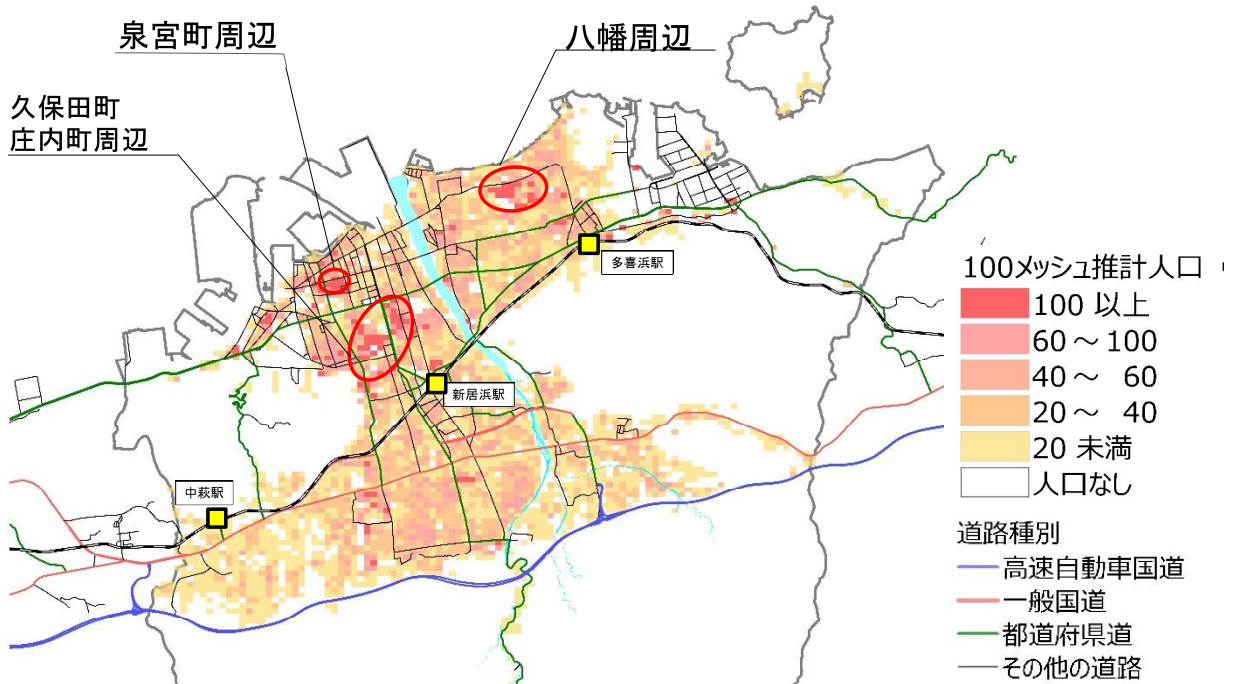 泉宮町周辺
八幡周辺
久保田町
庄内町周辺
多喜浜駅
新居浜駅
中萩駅
100メッシュ推計人口
100 以上
60～100
40～ 60
20～ 40
20 未満
人口なし
道路種別
高速自動車国道
一般国道
都道府県道
その他の道路